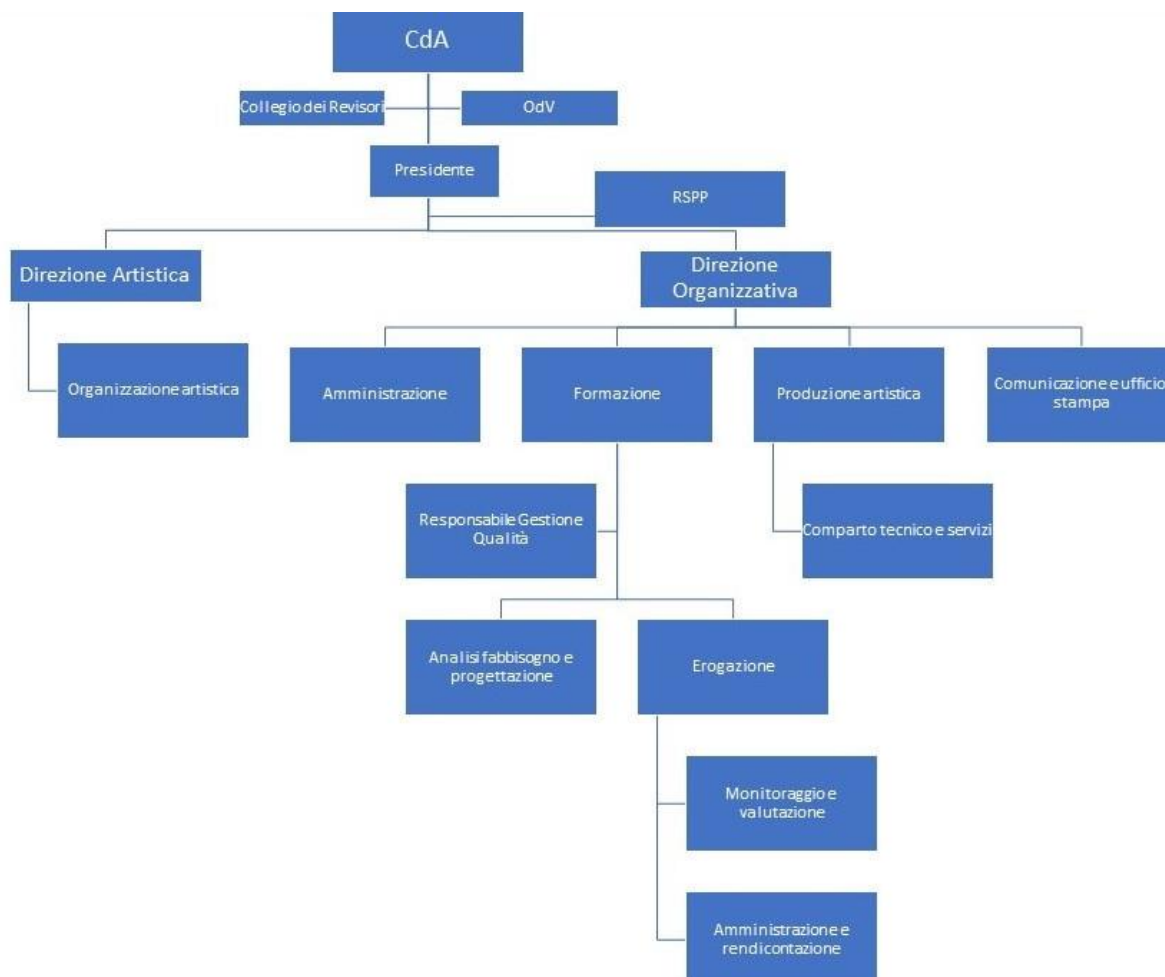 CdA
Collegio dei Revisori
OdV
Presidente
RSPP
Direzione Artistica
Direzione
Organizzativa
Organizzazione artistica
Amministrazione
Formazione
Produzione artistica
Comunicazione e ufficio
stampa
Responsabile Gestione
Qualità
Comparto tecnico e servizi
Analisi fabbisogno e
progettazione
Erogazione
Monitoraggio e
valutazione
Amministrazione e
rendicontazione